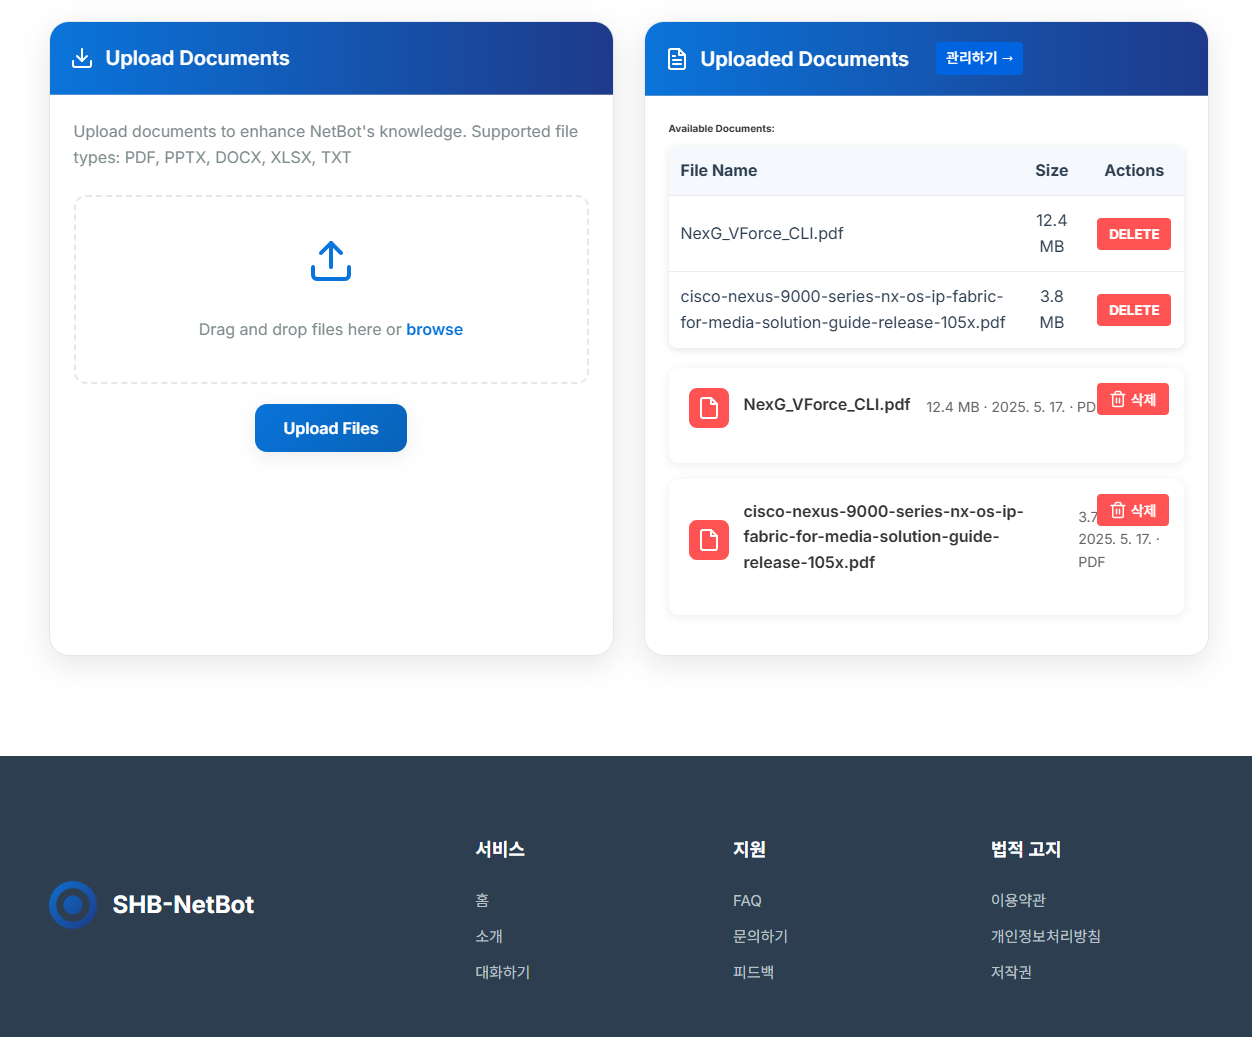 Upload Documents
Upload documents to enhance NetBot's knowledge. Supported file
types: PDF, PPTX, DOCX, XLSX, TXT
Drag and drop files here or browse
Upload Files
Uploaded Documents
관리하기 →
Available Documents:
File Name Size Actions
NexG_VForce_CLI.pdf
12.4
MB
DELETE
cisco-nexus-9000-series-nx-os-ip-fabric-
for-media-solution-guide-release-105x.pdf
3.8
MB
DELETE
NexG_VForce_CLI.pdf
12.4 MB · 2025. 5. 17. · PD
삭제
cisco-nexus-9000-series-nx-os-ip-
fabric-for-media-solution-guide-
release-105x.pdf
3.7
2025. 5. 17. ·
PDF
삭제
SHB-NetBot
서비스
홈
소개
대화하기
지원
FAQ
문의하기
피드백
법적 고지
이용약관
개인정보처리방침
저작권